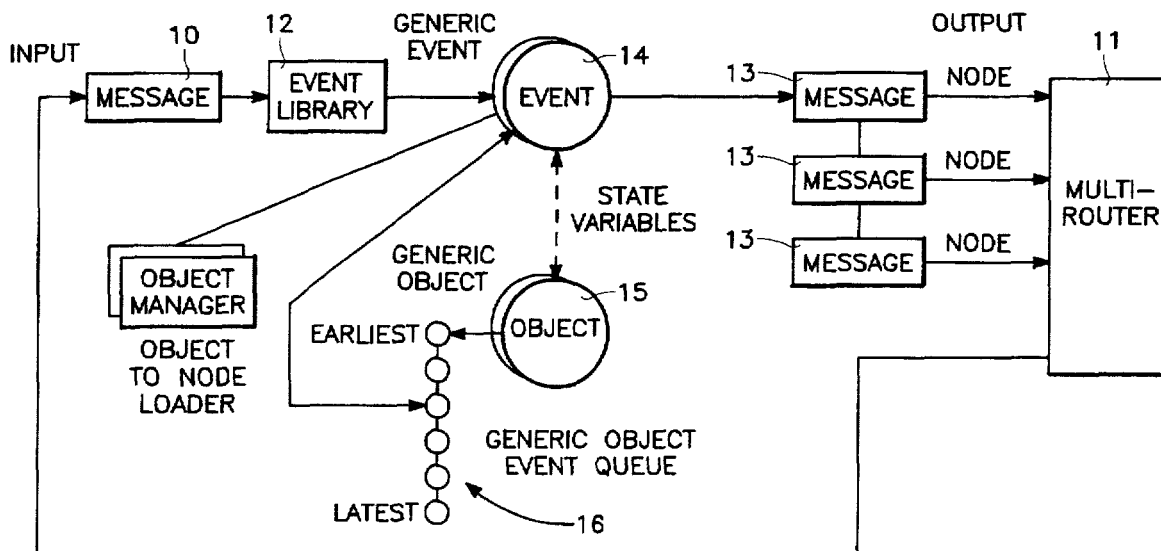 INPUT
10
MESSAGE
12
EVENT
LIBRARY
GENERIC
EVENT
14
EVENT
OUTPUT
13
MESSAGE
NODE
13
MESSAGE
NODE
13
MESSAGE
NODE
11
MULTI-
ROUTER
STATE
VARIABLES
OBJECT
MANAGER
OBJECT
TO NODE
LOADER
GENERIC
OBJECT
15
OBJECT
EARLIEST
GENERIC OBJECT
EVENT QUEUE
LATEST
16